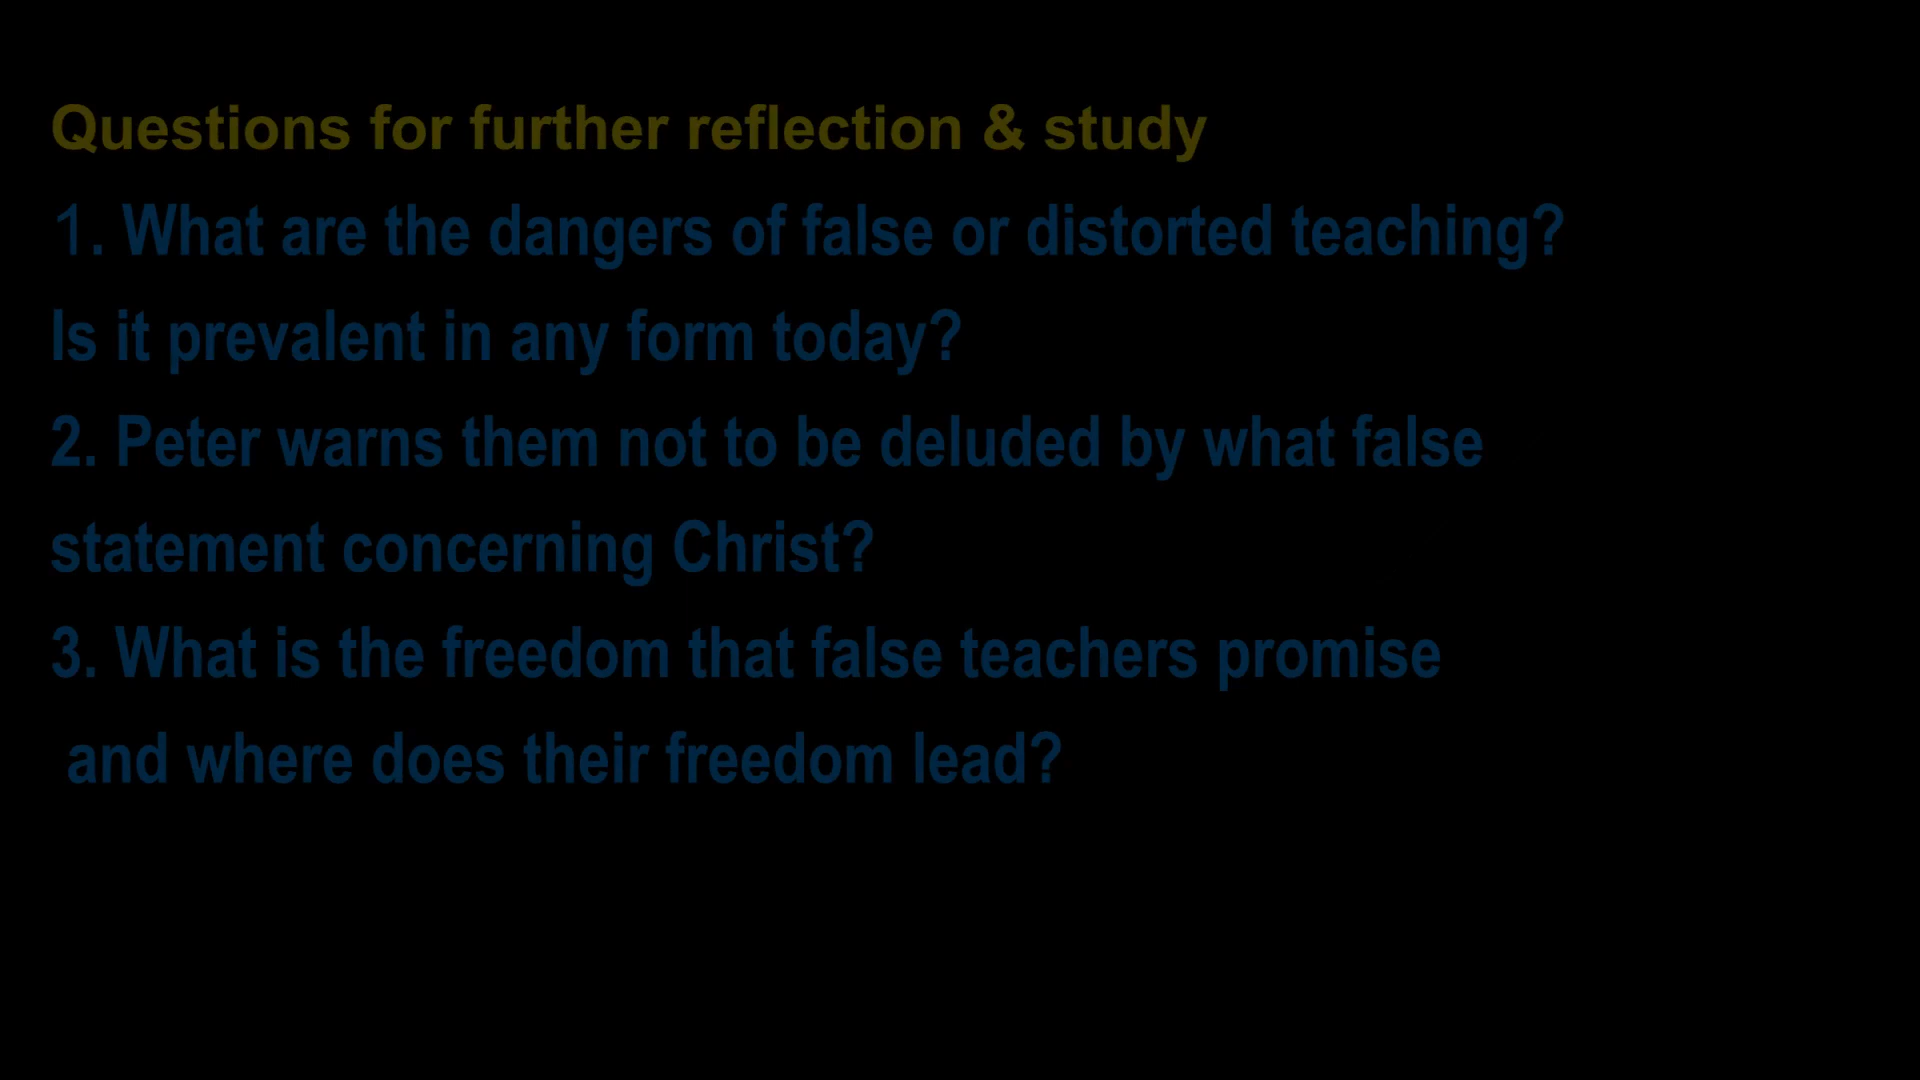 Questions for further reflection & study
1. What are the dangers of false or distorted teaching?
Is it prevalent in any form today?
2. Peter warns them not to be deluded by what false
statement concerning Christ?
3. What is the freedom that false teachers promise
and where does their freedom lead?